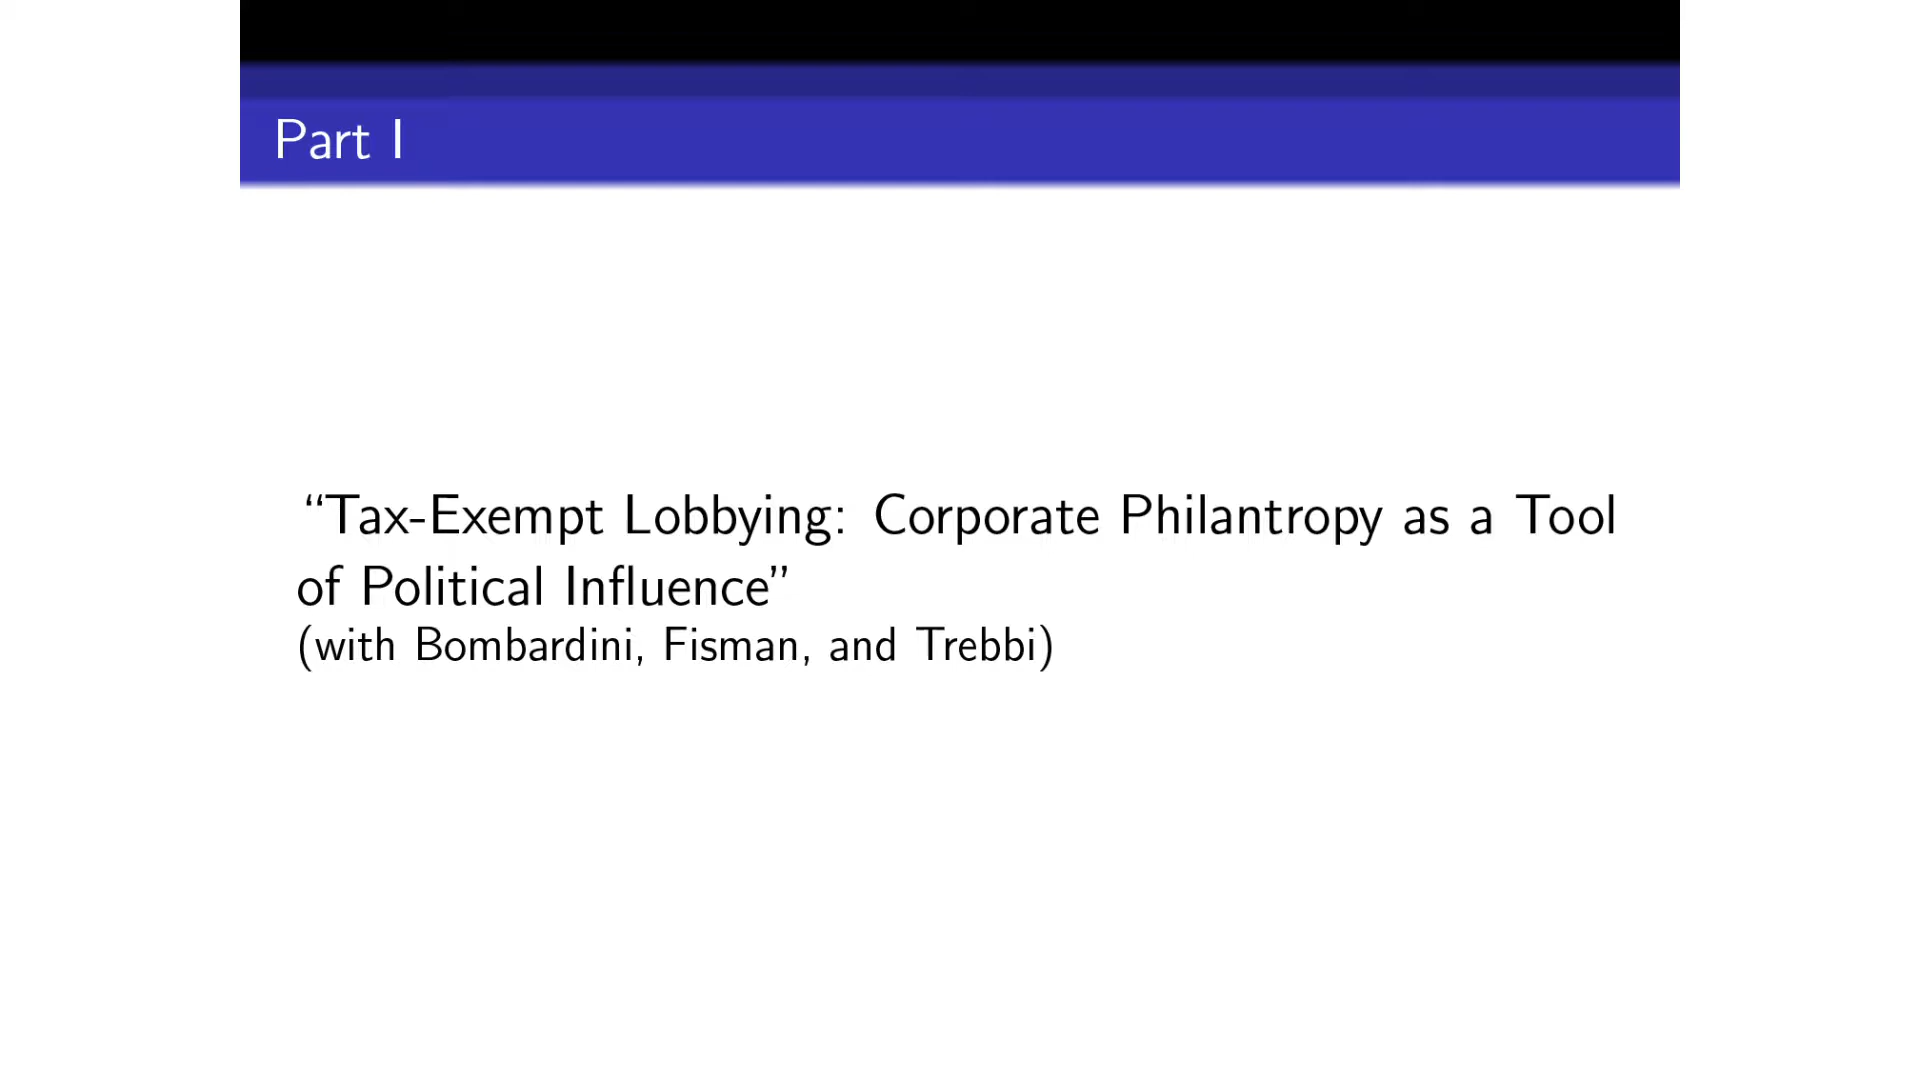 Part I
“Tax-Exempt Lobbying: Corporate Philantropy as a Tool
of Political Influence”
(with Bombardini, Fisman, and Trebbi)